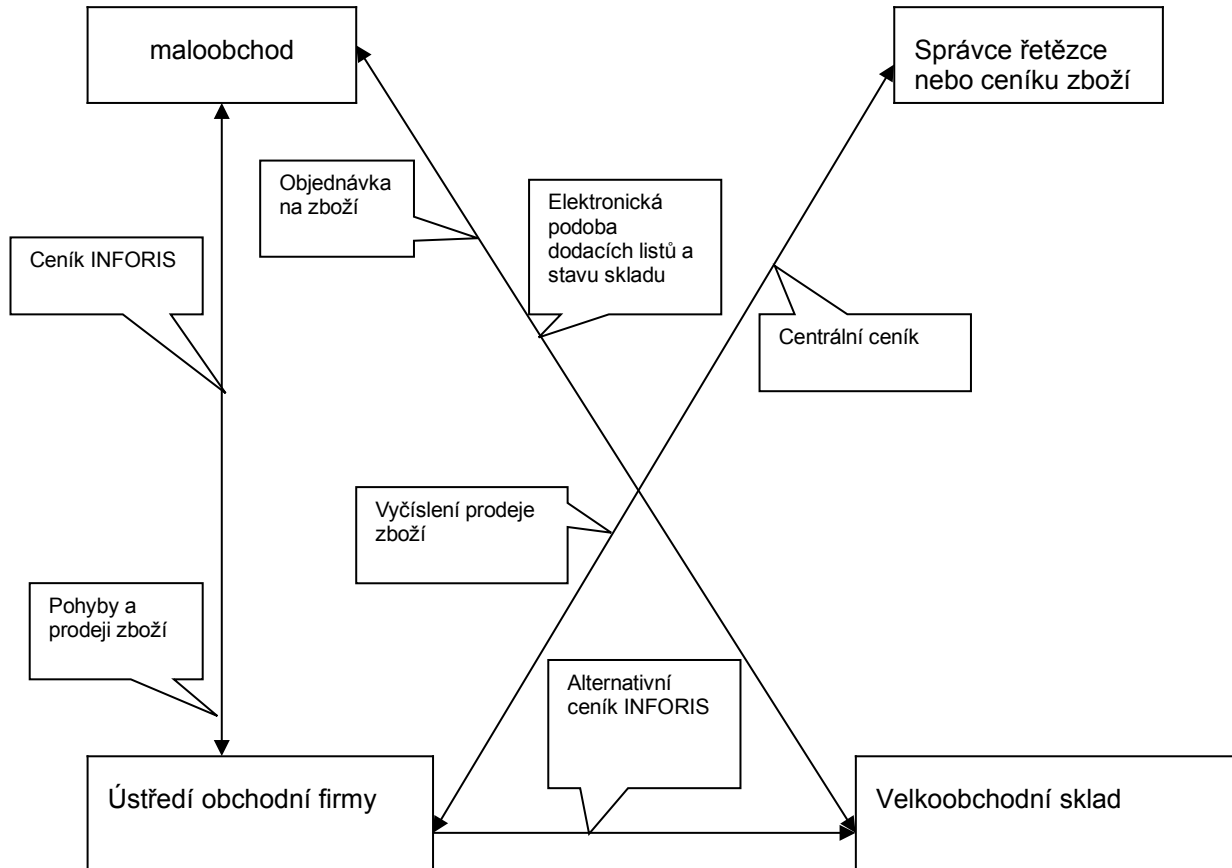 maloobchod
Správce řetězce
nebo ceníku zboží
Objednávka
na zboží
Elektronická
podoba
dodacích listů a
stavu skladu
Ceník INFORIS
Centrální ceník
Vyčíslení prodeje
zboží
Pohyby a
prodeji zboží
Alternativní
ceník INFORIS
Ústředí obchodní firmy
Velkoobchodní sklad